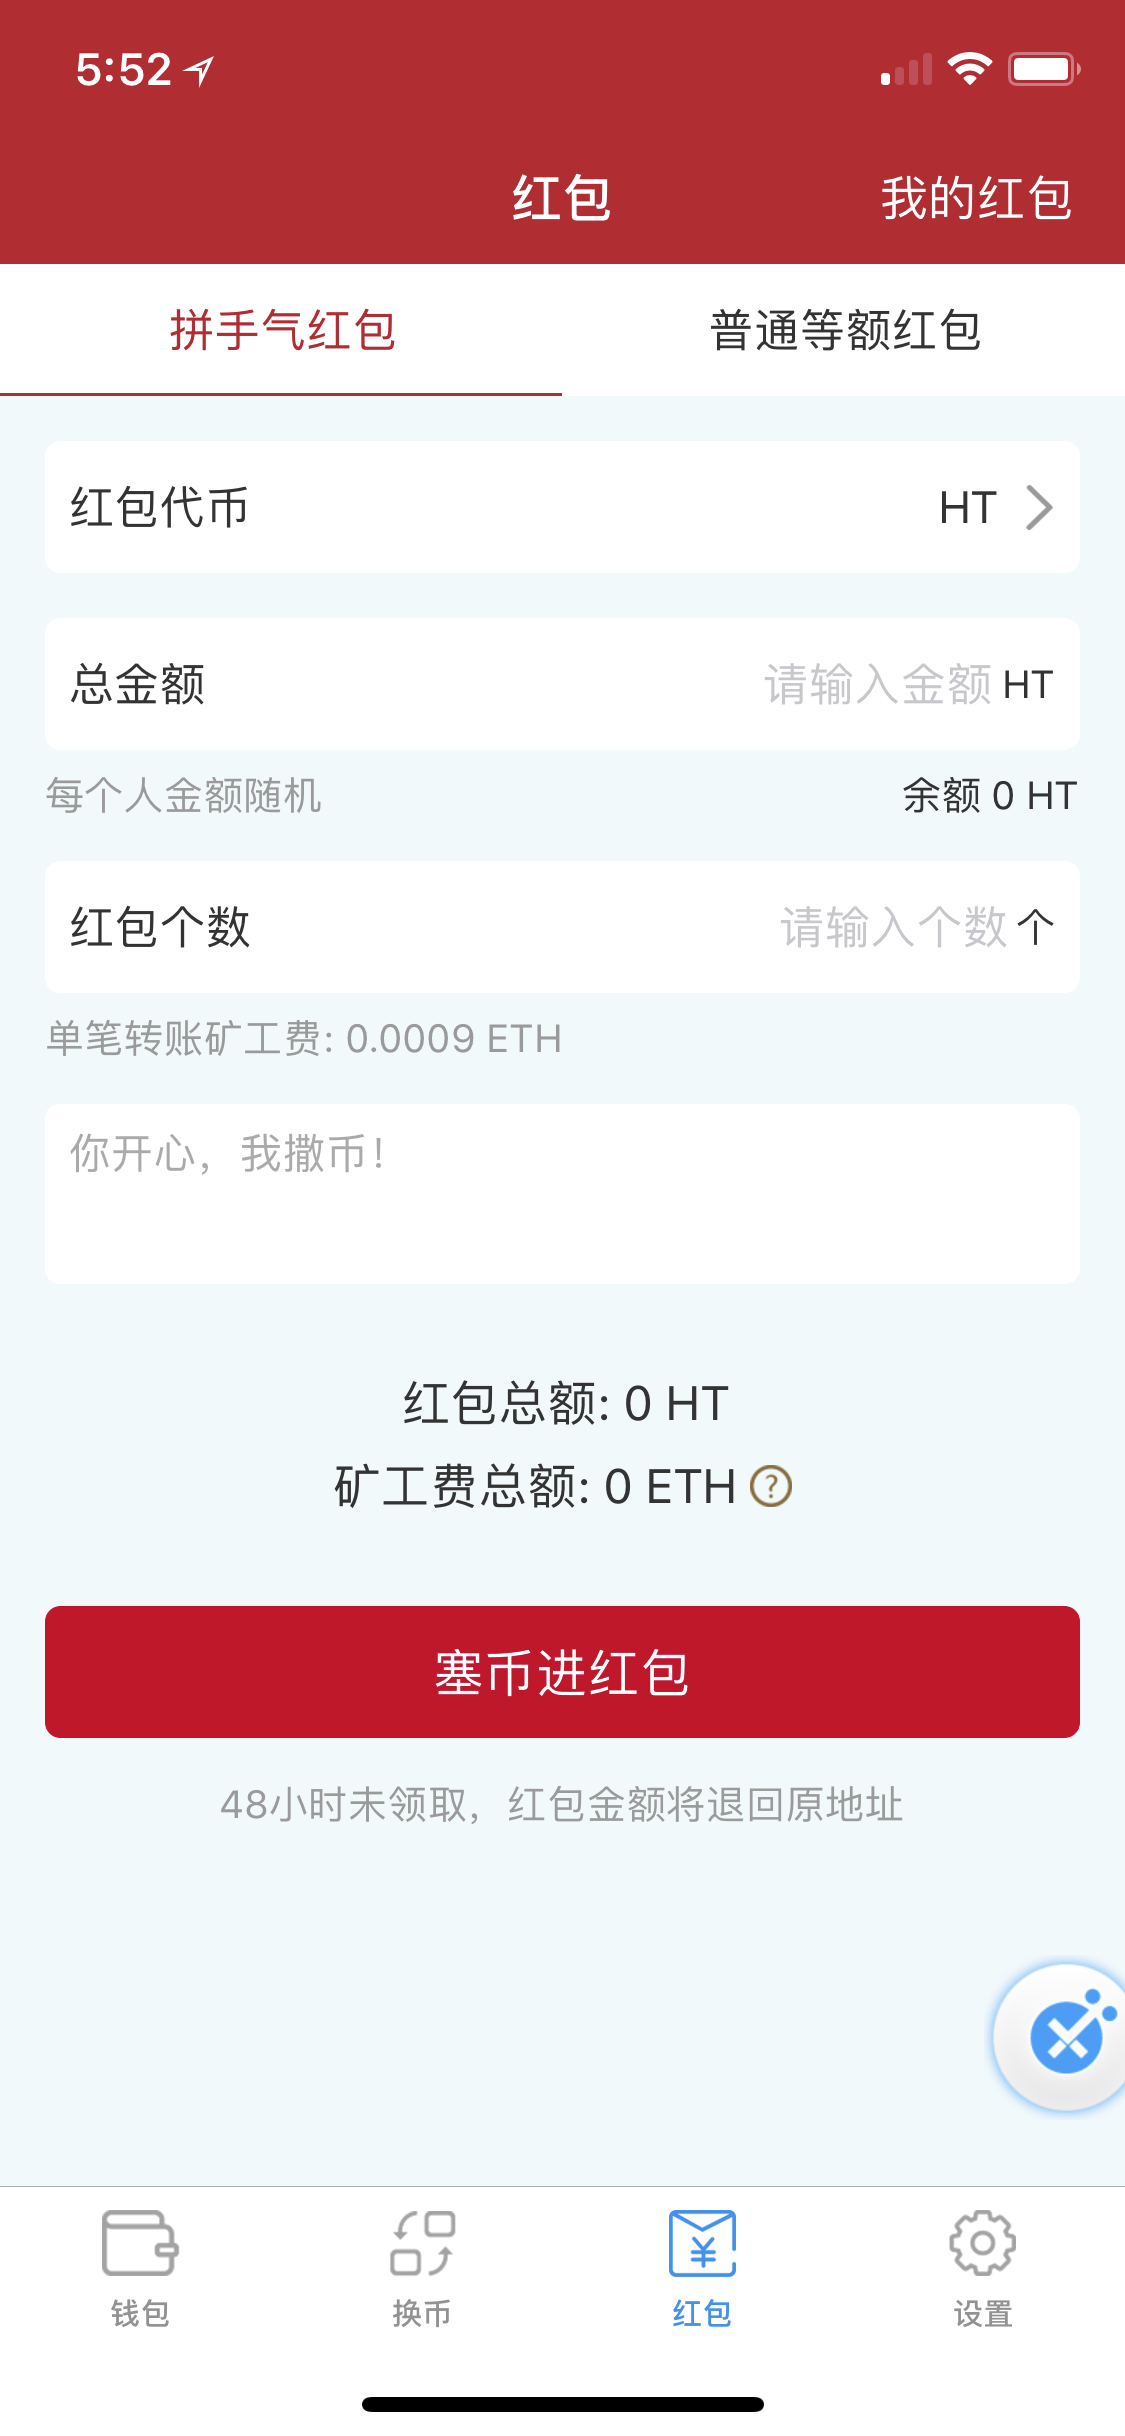 5:52
红包
我的红包
拼手气红包
普通等额红包
红包代币
HT
总金额
请输入金额 HT
每个人金额随机
余额 0 HT
红包个数
请输入个数 个
单笔转账矿工费: 0.0009 ETH
你开心，我撒币！
红包总额: 0 HT
矿工费总额: 0 ETH ?
塞币进红包
48小时未领取，红包金额将退回原地址
钱包
换币
红包
设置